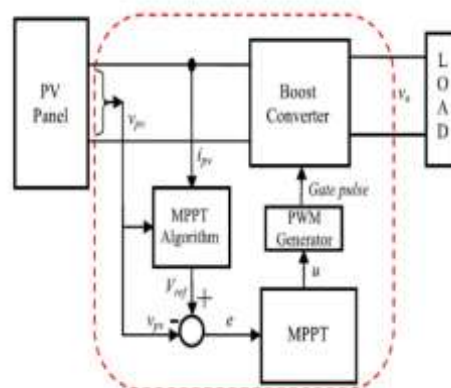 PV
Panel
v_pv
i_pv
Boost
Converter
v_o
L
O
A
D
Gate pulse
MPPT
Algorithm
PWM
Generator
V_ref
+
u
-
v_pv
e
MPPT